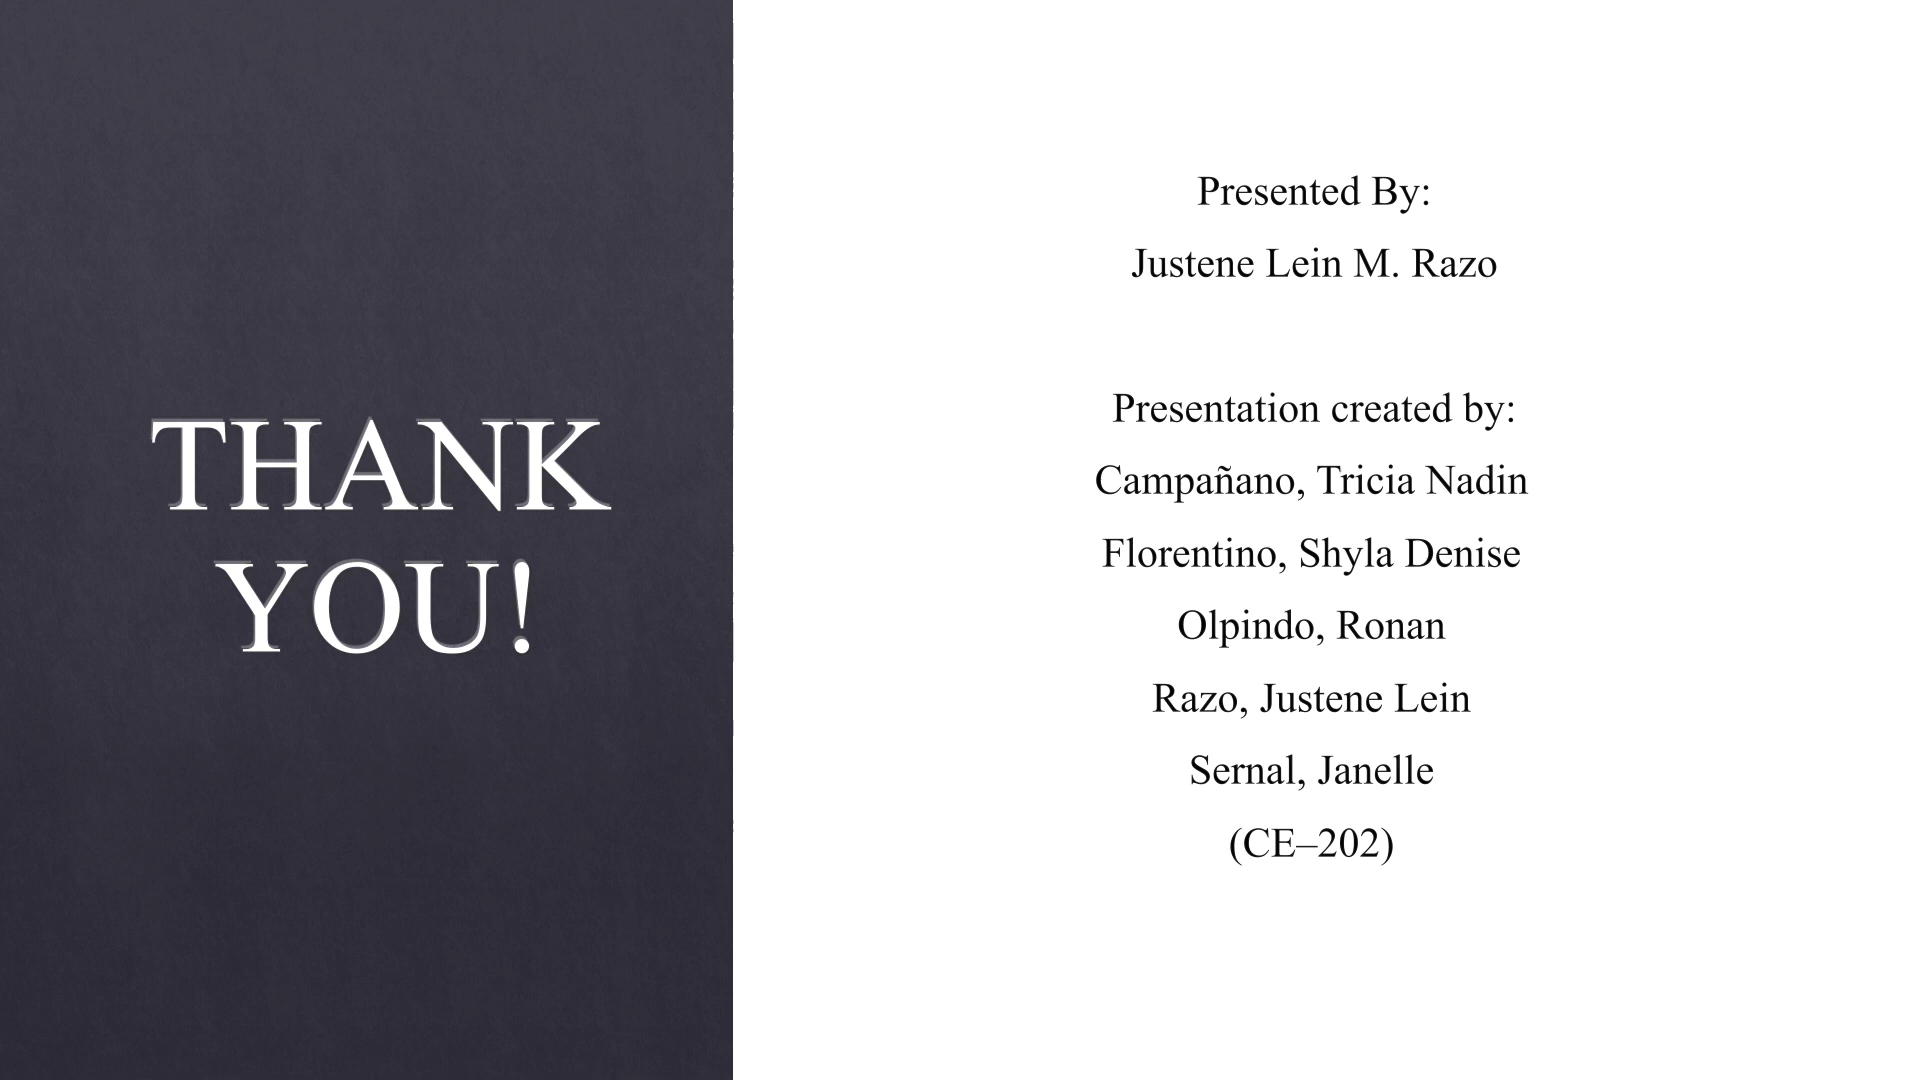 THANK
YOU!
Presented By:
Justene Lein M. Razo
Presentation created by:
Campañano, Tricia Nadin
Florentino, Shyla Denise
Olpindo, Ronan
Razo, Justene Lein
Sernal, Janelle
(CE–202)